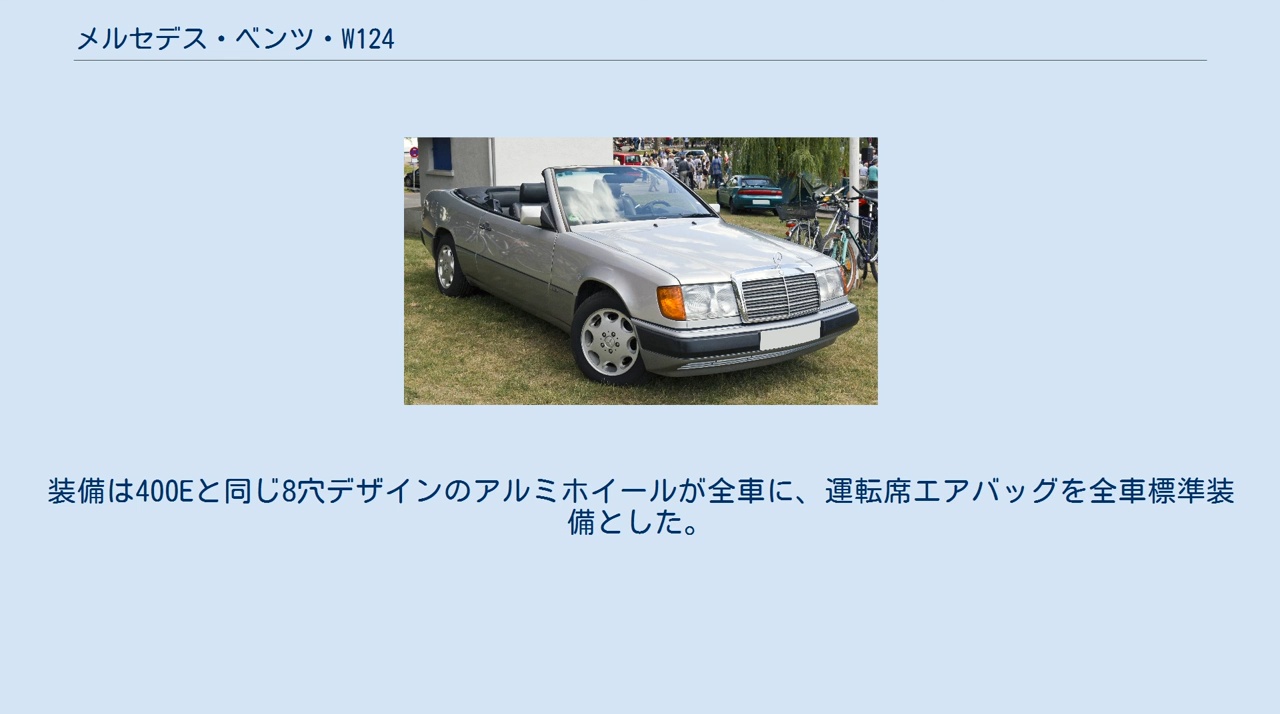 メルセデス・ベンツ・W124
装備は400Eと同じ8穴デザインのアルミホイールが全車に、運転席エアバッグを全車標準装
備とした。